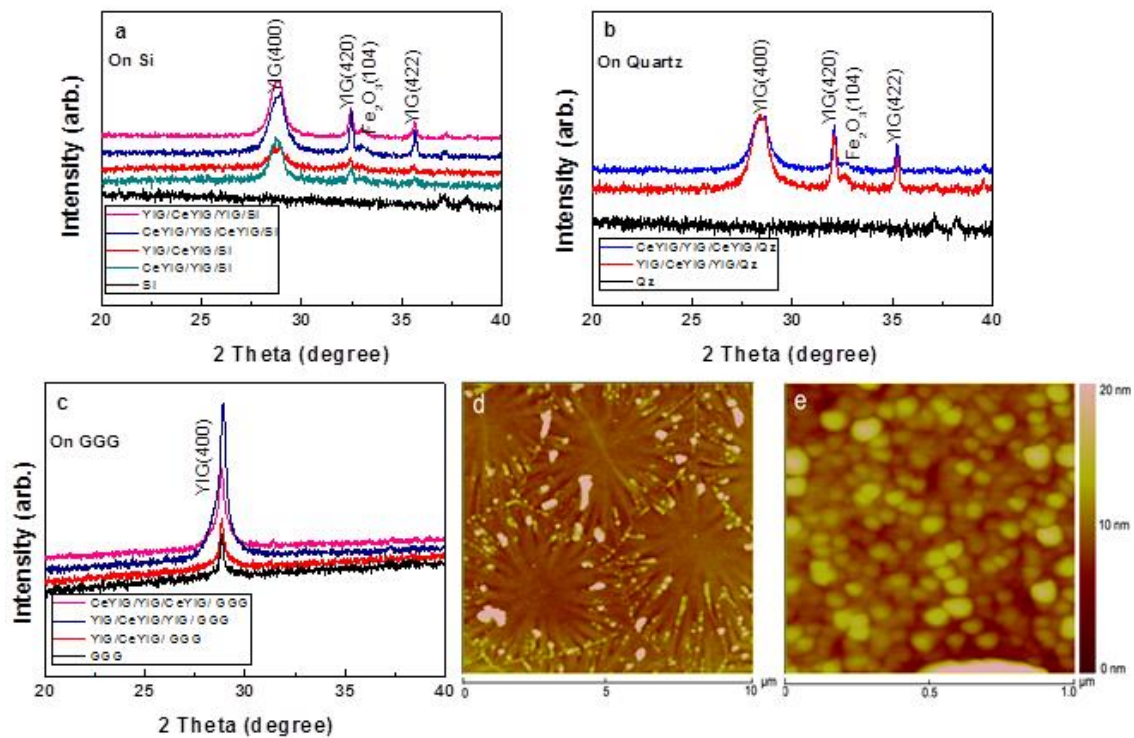 a
On Si
YIG(400)
YIG(420)
Fe2O3(104)
YIG(422)
Intensity (arb.)
YIG/CeYIG/YIG/Si
CeYIG/YIG/CeYIG/Si
YIG/CeYIG/Si
CeYIG/YIG/Si
Si
20 25 30 35 40
2 Theta (degree)
b
On Quartz
YIG(400)
YIG(420)
Fe2O3(104)
YIG(422)
Intensity (arb.)
CeYIG/YIG/CeYIG/Qz
YIG/CeYIG/YIG/Qz
Qz
20 25 30 35 40
2 Theta (degree)
c
On GGG
YIG(400)
Intensity (arb.)
CeYIG/YIG/CeYIG/ GGG
YIG/CeYIG/YIG/ GGG
YIG/CeYIG/ GGG
GGG
20 25 30 35 40
2 Theta (degree)
d
0 5 10 µm
e
0 0.5 1.0 µm
20 nm
10 nm
0 nm